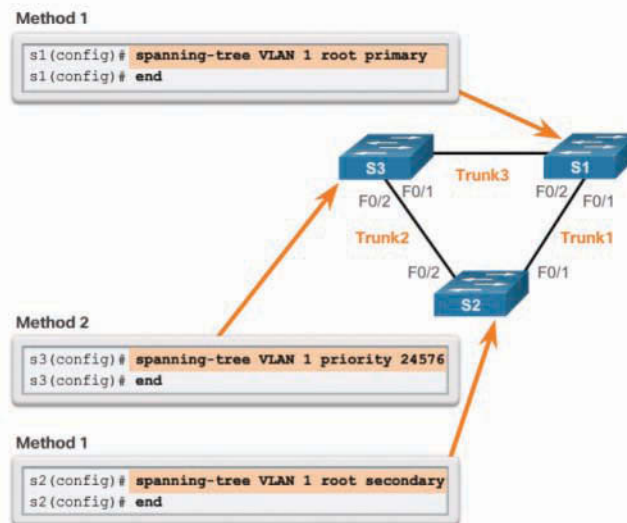 Method 1
s1(config)# spanning-tree VLAN 1 root primary
s1(config)# end
S3
S1
Trunk3
F0/1
F0/2
F0/2
F0/1
Trunk2
Trunk1
F0/2
F0/1
S2
Method 2
s3(config)# spanning-tree VLAN 1 priority 24576
s3(config)# end
Method 1
s2(config)# spanning-tree VLAN 1 root secondary
s2(config)# end